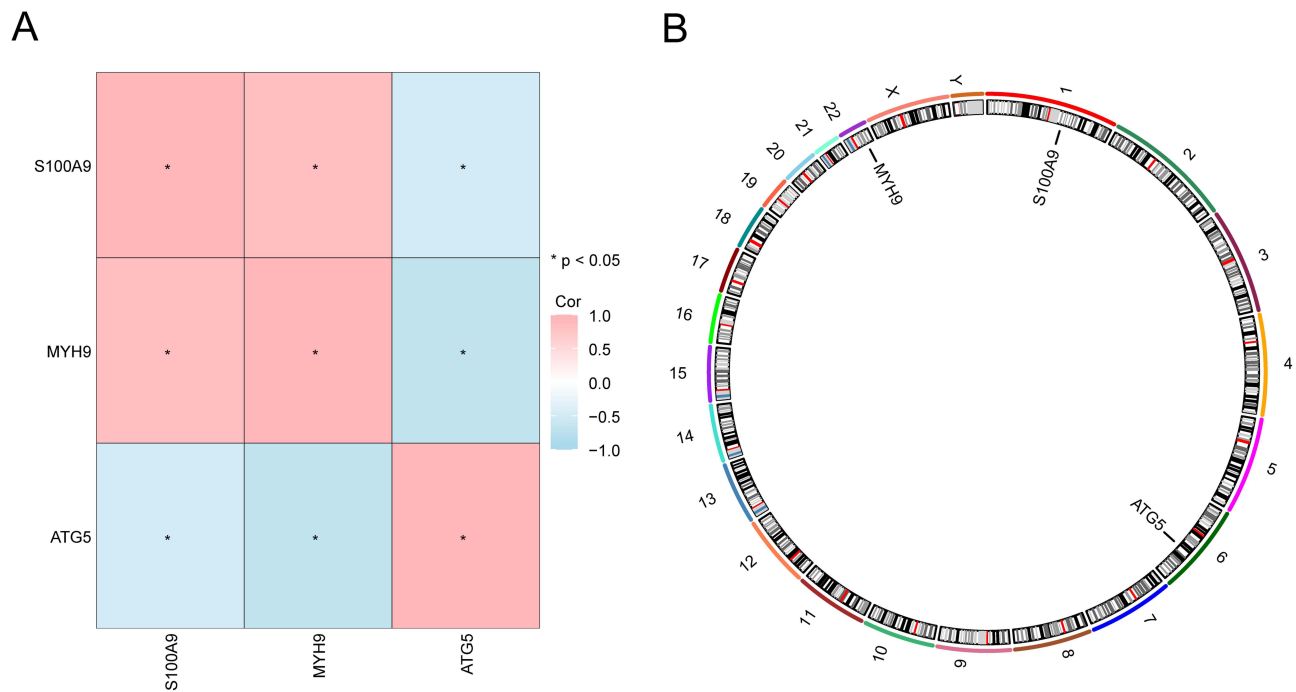 A
S100A9
MYH9
ATG5
* * *
* * *
* * *
S100A9
MYH9
ATG5
* p < 0.05
Cor
1.0
0.5
0.0
−0.5
−1.0
B
1
2
3
4
5
6
7
8
9
10
11
12
13
14
15
16
17
18
19
20
21
22
X
Y
S100A9
MYH9
ATG5